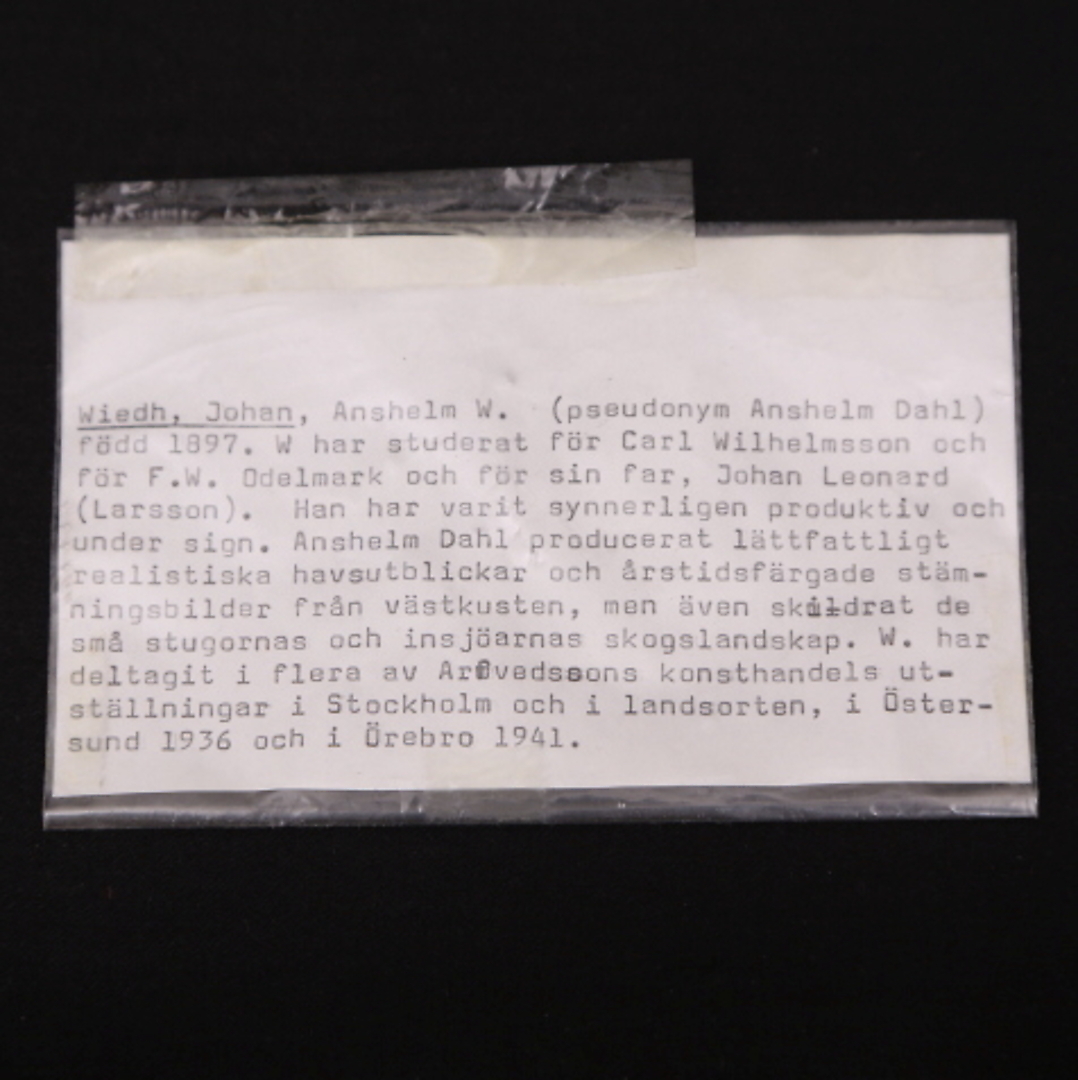 Wiedh, Johan, Anshelm W. (pseudonym Anshelm Dahl)
född 1897. W har studerat för Carl Wilhelmsson och
för F.W. Odelmark och för sin far, Johan Leonard
(Larsson). Han har varit synnerligen produktiv och
under sign. Anshelm Dahl producerat lättfattligt
realistiska havsutblickar och årstidsfärgade stäm-
ningsbilder från västkusten, men även skildrat de
små stugornas och insjöarnas skogslandskap. W. har
deltagit i flera av Arvedssons konsthandels ut-
ställningar i Stockholm och i landsorten, i Öster-
sund 1936 och i Örebro 1941.